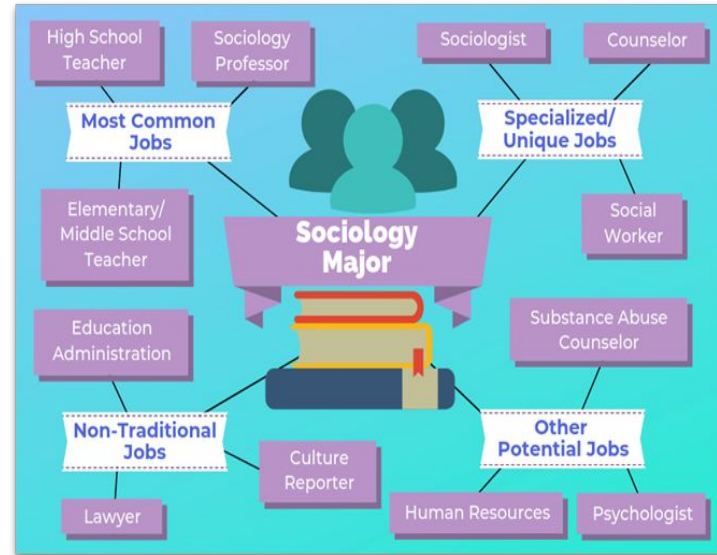 High School
Teacher
Sociology
Professor
Most Common
Jobs
Elementary/
Middle School
Teacher
Sociologist
Counselor
Specialized/
Unique Jobs
Social
Worker
Sociology
Major
Education
Administration
Non-Traditional
Jobs
Culture
Reporter
Lawyer
Substance Abuse
Counselor
Other
Potential Jobs
Human Resources
Psychologist